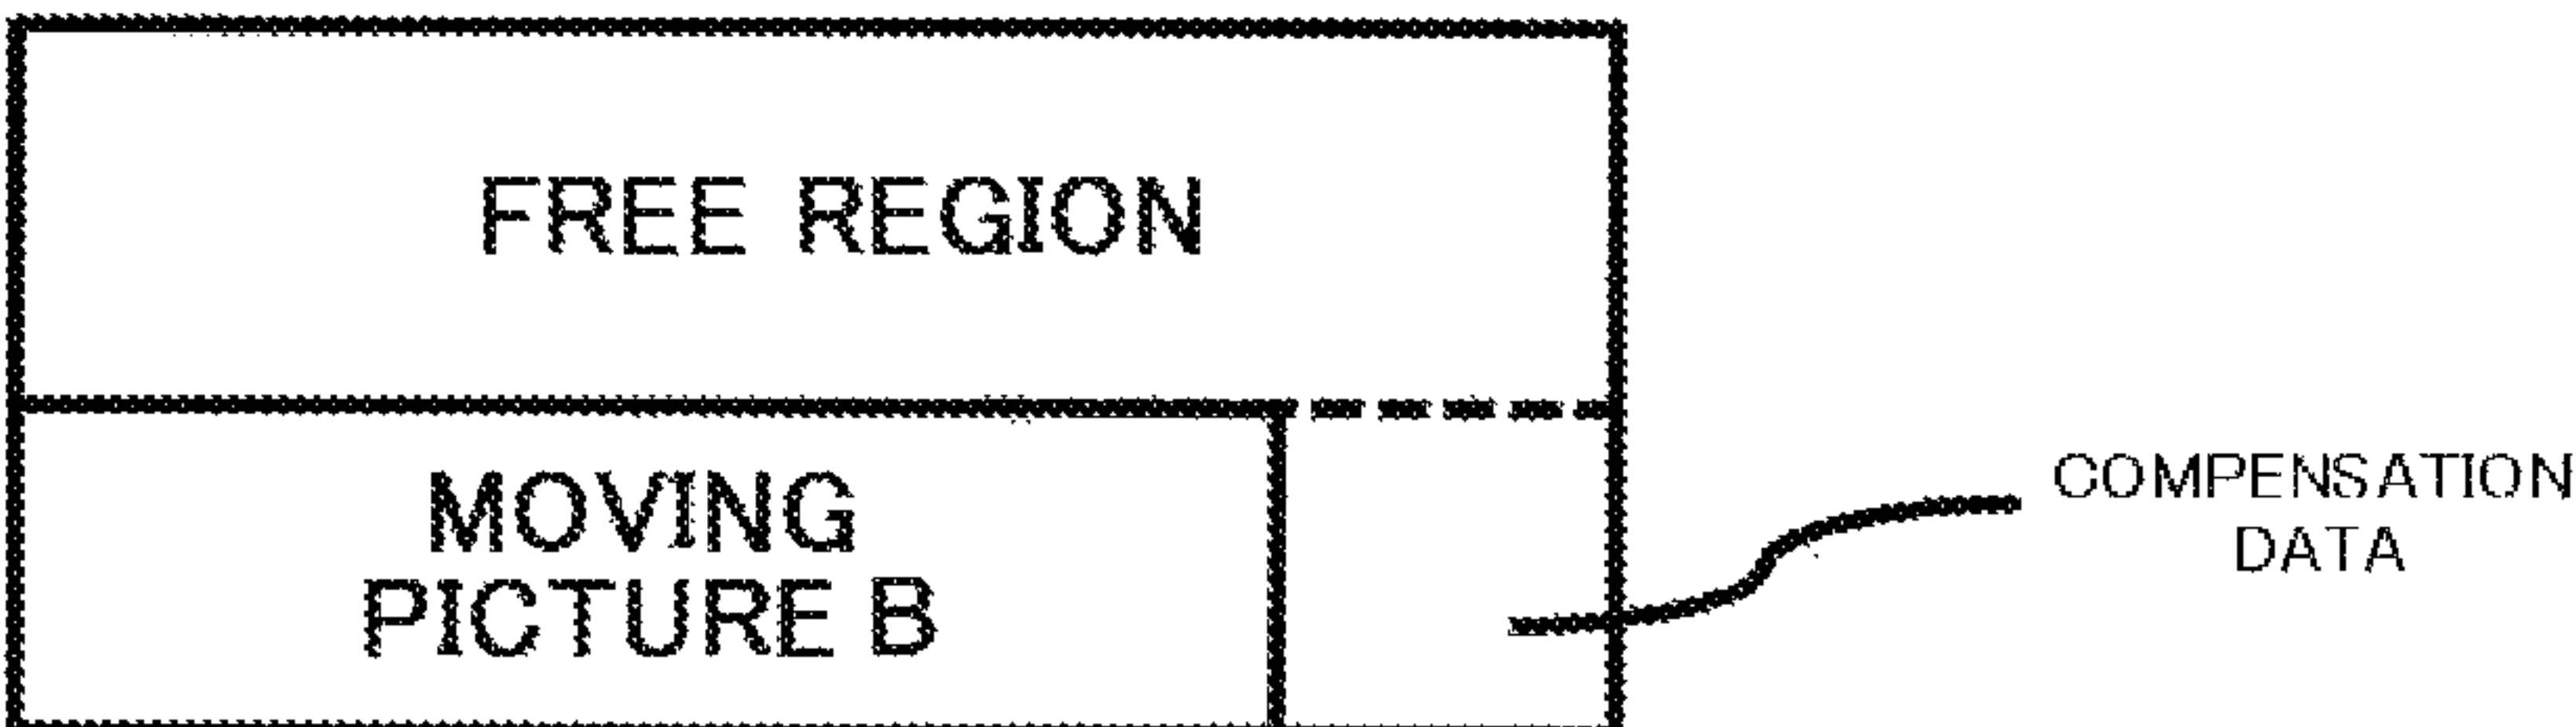 FREE REGION
MOVING
PICTURE B
COMPENSATION
DATA